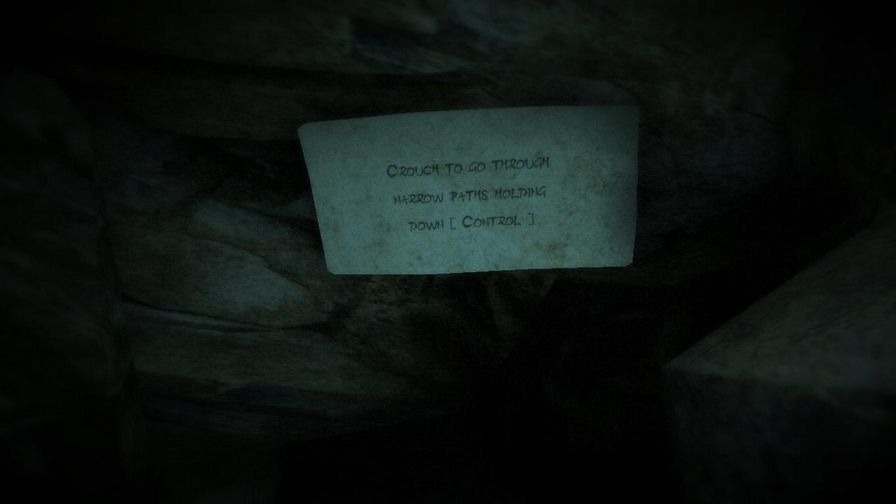 Crouch to go through
narrow paths holding
down [ Control ].